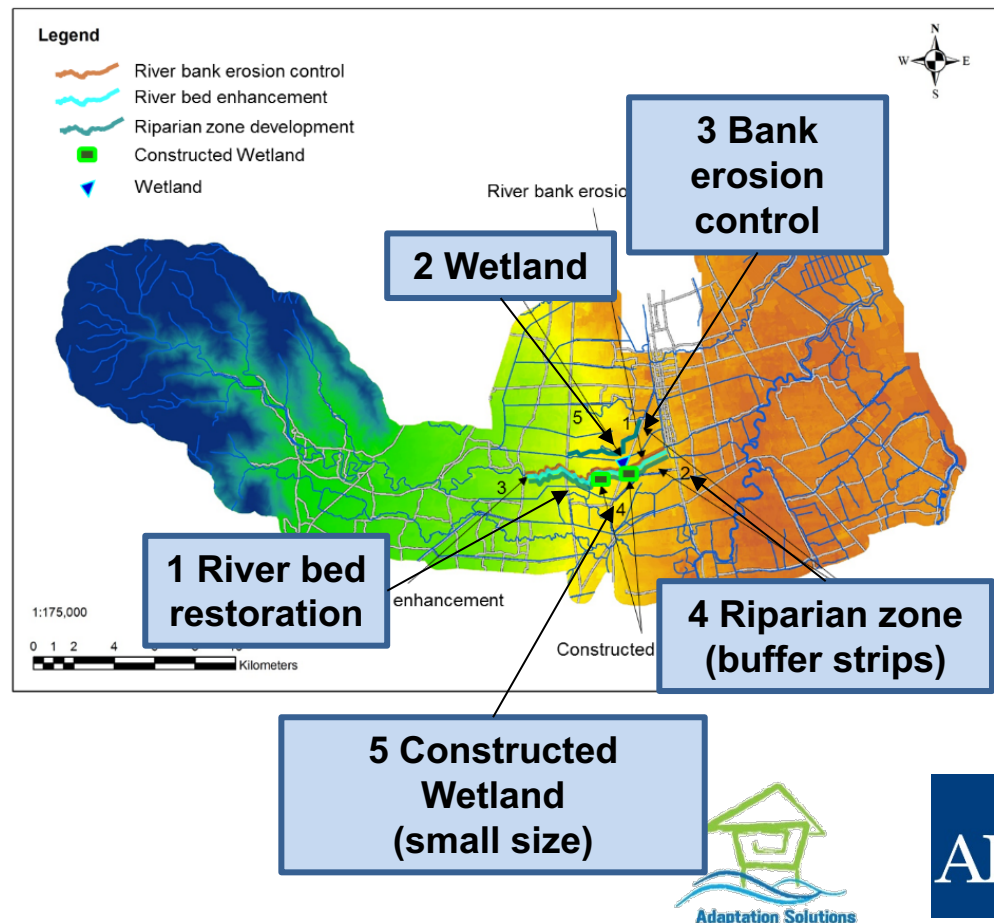 Legend
River bank erosion control
River bed enhancement
Riparian zone development
Constructed Wetland
Wetland
N
W
E
S
3 Bank
erosion
control
River bank erosion
2 Wetland
5
1
3
2
4
1 River bed
restoration
enhancement
4 Riparian zone
(buffer strips)
Constructed
1:175,000
0 1 2 4
Kilometers
5 Constructed
Wetland
(small size)
Adaptation Solutions